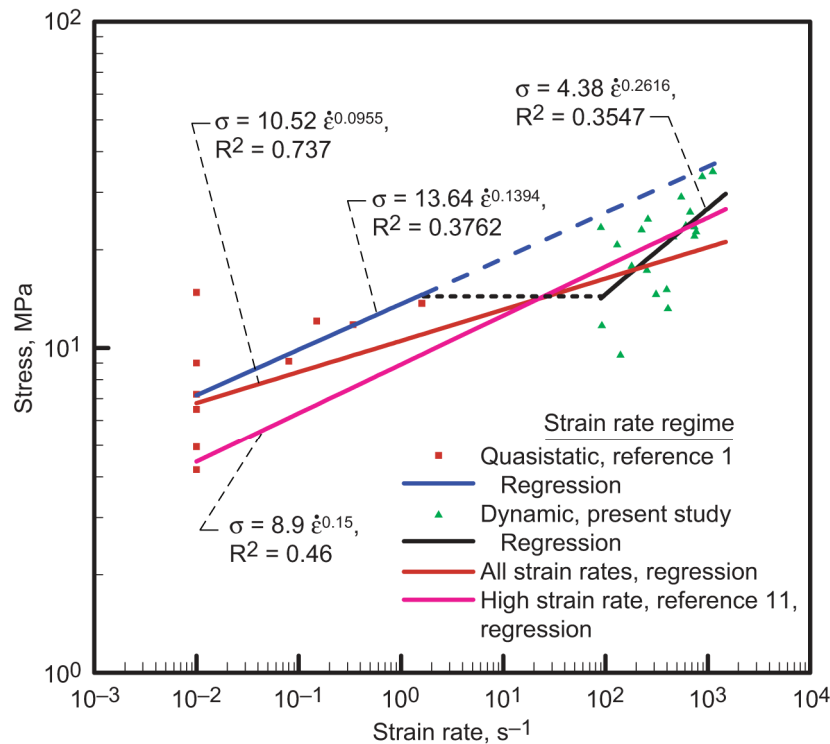 10²
σ = 4.38 ε̇^0.2616,
R² = 0.3547
σ = 10.52 ε̇^0.0955,
R² = 0.737
σ = 13.64 ε̇^0.1394,
R² = 0.3762
Stress, MPa
10¹
Strain rate regime
Quasistatic, reference 1
Regression
Dynamic, present study
Regression
All strain rates, regression
High strain rate, reference 11,
regression
σ = 8.9 ε̇^0.15,
R² = 0.46
10⁰
10⁻³ 10⁻² 10⁻¹ 10⁰ 10¹ 10² 10³ 10⁴
Strain rate, s⁻¹